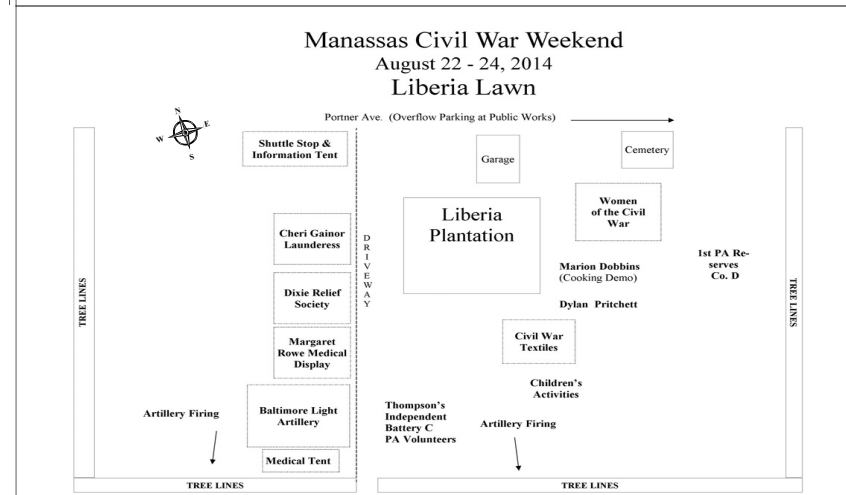 Manassas Civil War Weekend
August 22 - 24, 2014
Liberia Lawn
Portner Ave. (Overflow Parking at Public Works)
N
E
W
S
Shuttle Stop &
Information Tent
Garage
Cemetery
Liberia
Plantation
Women
of the Civil
War
Cheri Gainor
Launderess
DRIVEWAY
Marion Dobbins
(Cooking Demo)
1st PA Re-
serves
Co. D
Dixie Relief
Society
Dylan Pritchett
TREE LINES
TREE LINES
Margaret
Rowe Medical
Display
Civil War
Textiles
Children's
Activities
Artillery Firing
Baltimore Light
Artillery
Thompson's
Independent
Battery C
PA Volunteers
Artillery Firing
Medical Tent
TREE LINES
TREE LINES